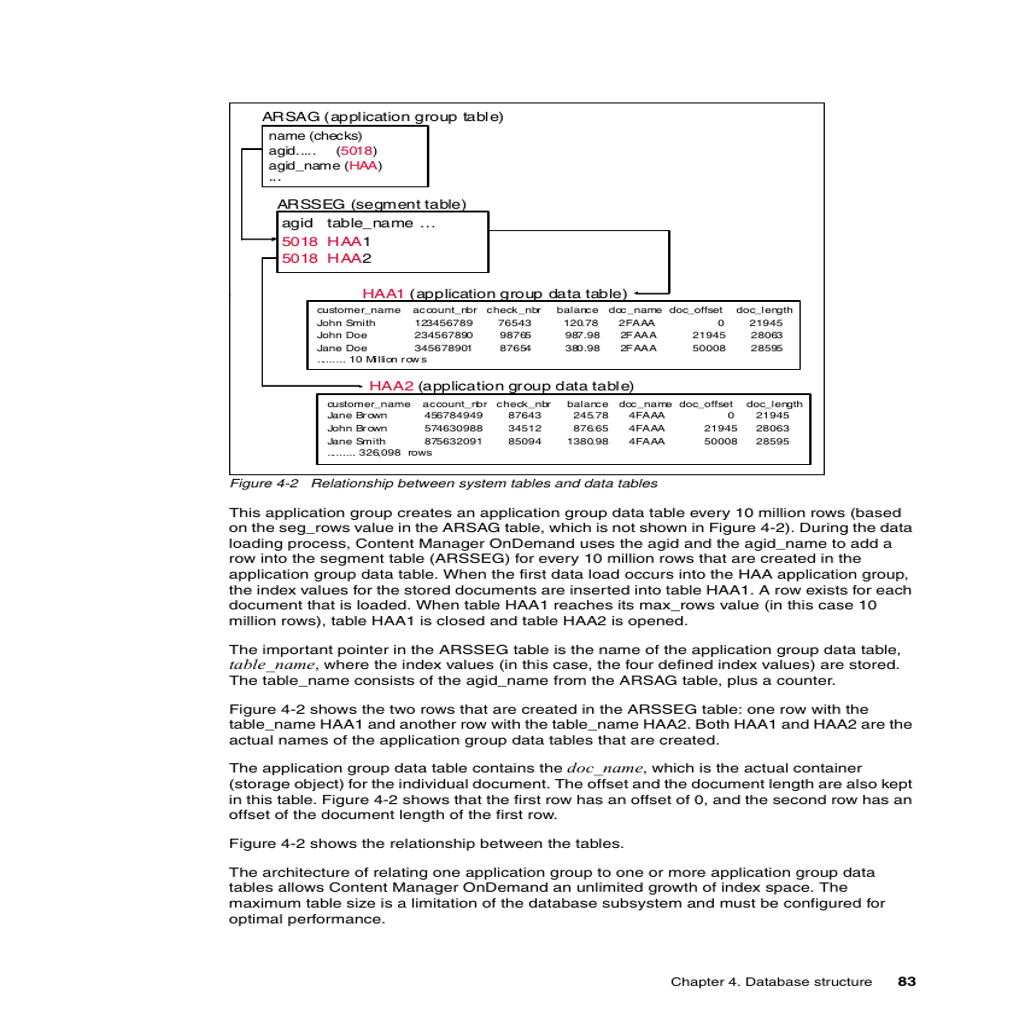 ARSAG (application group table)
name (checks)
agid..... (5018)
agid_name (HAA)
...
ARSSEG (segment table)
agid table_name ...
5018 HAA1
5018 HAA2
HAA1 (application group data table)
customer_name account_nbr check_nbr balance doc_name doc_offset doc_length
John Smith 123456789 76543 120.78 2FAAA 0 21945
John Doe 234567890 98765 987.98 2FAAA 21945 28063
Jane Doe 345678901 87654 380.98 2FAAA 50008 28595
......... 10 Million rows
HAA2 (application group data table)
customer_name account_nbr check_nbr balance doc_name doc_offset doc_length
Jane Brown 456784949 87643 245.78 4FAAA 0 21945
John Brown 574630988 34512 876.65 4FAAA 21945 28063
Jane Smith 875632091 85094 1380.98 4FAAA 50008 28595
......... 326,098 rows
Figure 4-2 Relationship between system tables and data tables
This application group creates an application group data table every 10 million rows (based
on the seg_rows value in the ARSAG table, which is not shown in Figure 4-2). During the data
loading process, Content Manager OnDemand uses the agid and the agid_name to add a
row into the segment table (ARSSEG) for every 10 million rows that are created in the
application group data table. When the first data load occurs into the HAA application group,
the index values for the stored documents are inserted into table HAA1. A row exists for each
document that is loaded. When table HAA1 reaches its max_rows value (in this case 10
million rows), table HAA1 is closed and table HAA2 is opened.
The important pointer in the ARSSEG table is the name of the application group data table,
table_name, where the index values (in this case, the four defined index values) are stored.
The table_name consists of the agid_name from the ARSAG table, plus a counter.
Figure 4-2 shows the two rows that are created in the ARSSEG table: one row with the
table_name HAA1 and another row with the table_name HAA2. Both HAA1 and HAA2 are the
actual names of the application group data tables that are created.
The application group data table contains the doc_name, which is the actual container
(storage object) for the individual document. The offset and the document length are also kept
in this table. Figure 4-2 shows that the first row has an offset of 0, and the second row has an
offset of the document length of the first row.
Figure 4-2 shows the relationship between the tables.
The architecture of relating one application group to one or more application group data
tables allows Content Manager OnDemand an unlimited growth of index space. The
maximum table size is a limitation of the database subsystem and must be configured for
optimal performance.
Chapter 4. Database structure 83